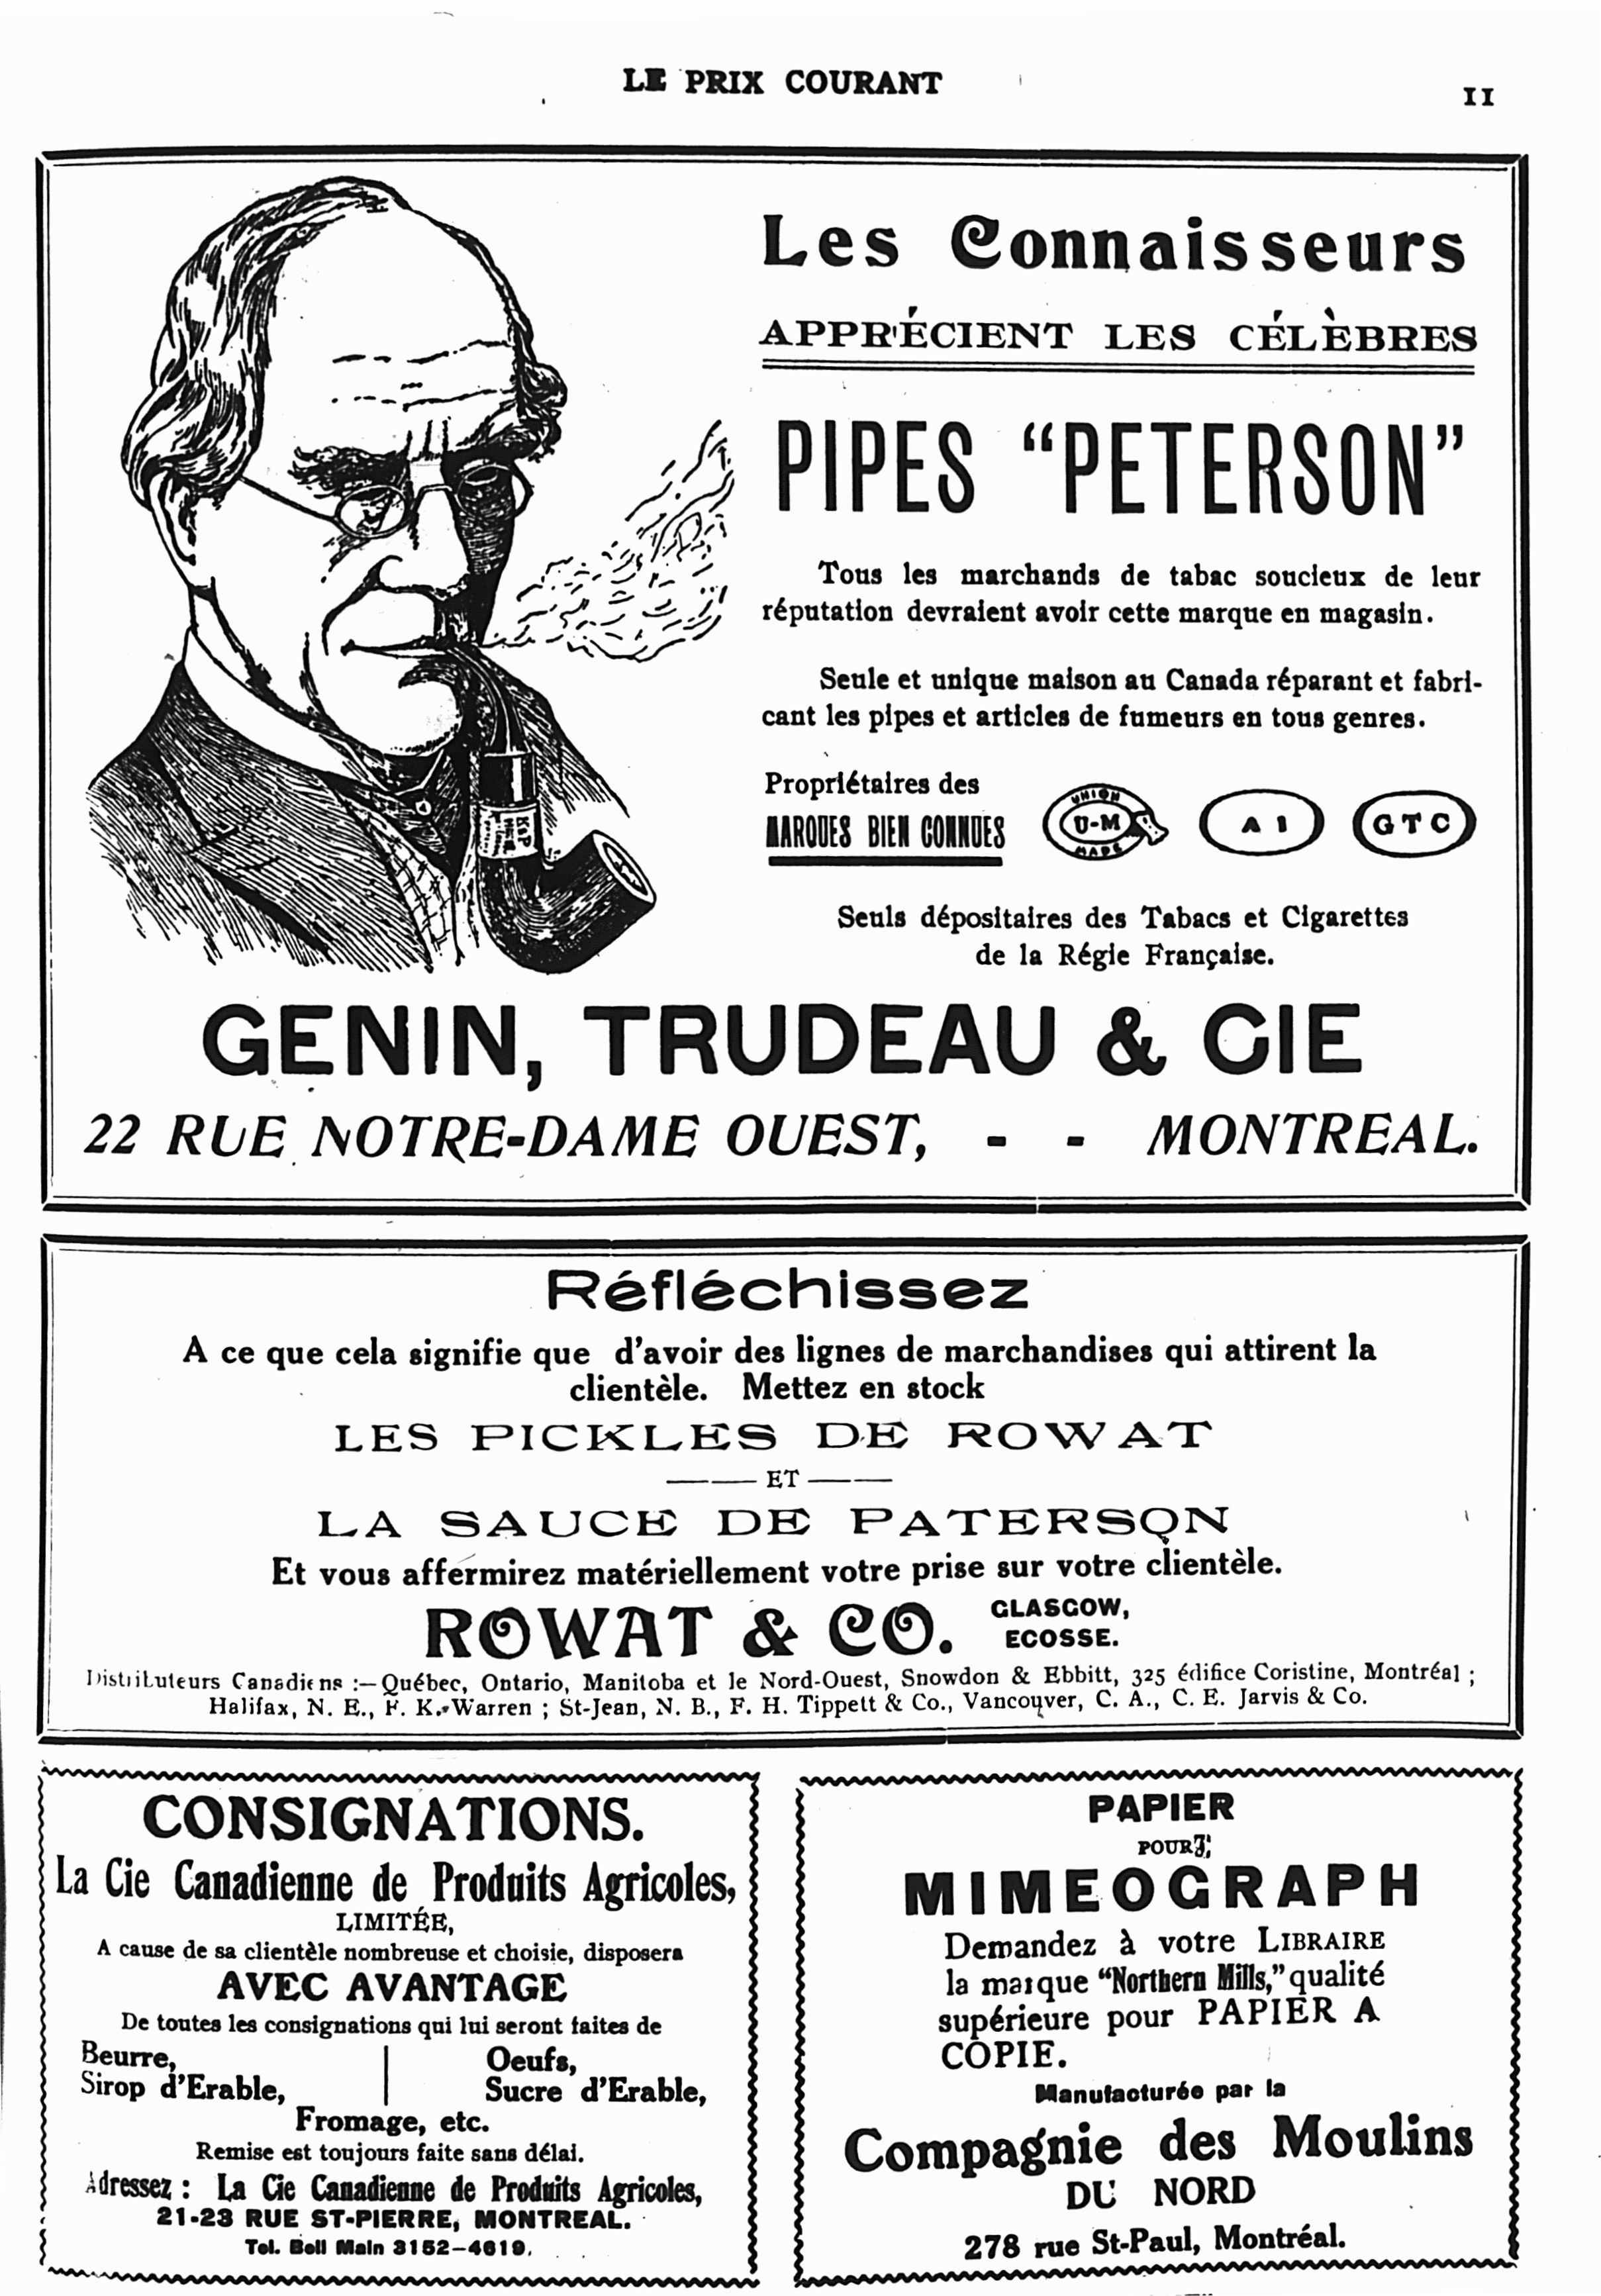 LE PRIX COURANT
11
Les Connaisseurs
APPRÉCIENT LES CÉLÈBRES
PIPES “PETERSON”
Tous les marchands de tabac soucieux de leur
réputation devraient avoir cette marque en magasin.
Seule et unique maison au Canada réparant et fabri-
cant les pipes et articles de fumeurs en tous genres.
Propriétaires des
MARQUES BIEN CONNUES
UNION
U-M
MADE
A 1
GTC
K&P
Seuls dépositaires des Tabacs et Cigarettes
de la Régie Française.
GENIN, TRUDEAU & CIE
22 RUE NOTRE-DAME OUEST, - - MONTREAL.
Réfléchissez
A ce que cela signifie que d’avoir des lignes de marchandises qui attirent la
clientèle. Mettez en stock
LES PICKLES DE ROWAT
ET
LA SAUCE DE PATERSON
Et vous affermirez matériellement votre prise sur votre clientèle.
ROWAT & CO. GLASGOW,
ECOSSE.
Distributeurs Canadiens :—Québec, Ontario, Manitoba et le Nord-Ouest, Snowdon & Ebbitt, 325 édifice Coristine, Montréal ;
Halifax, N. E., F. K. Warren ; St-Jean, N. B., F. H. Tippett & Co., Vancouver, C. A., C. E. Jarvis & Co.
CONSIGNATIONS.
La Cie Canadienne de Produits Agricoles,
LIMITÉE,
A cause de sa clientèle nombreuse et choisie, disposera
AVEC AVANTAGE
De toutes les consignations qui lui seront faites de
Beurre, Oeufs,
Sirop d’Erable, Sucre d’Erable,
Fromage, etc.
Remise est toujours faite sans délai.
Adressez : La Cie Canadienne de Produits Agricoles,
21-23 RUE ST-PIERRE, MONTREAL.
Tel. Bell Main 3152—4619.
PAPIER
POUR
MIMEOGRAPH
Demandez à votre LIBRAIRE
la marque “Northern Mills,” qualité
supérieure pour PAPIER A
COPIE.
Manufacturée par la
Compagnie des Moulins
DU NORD
278 rue St-Paul, Montréal.